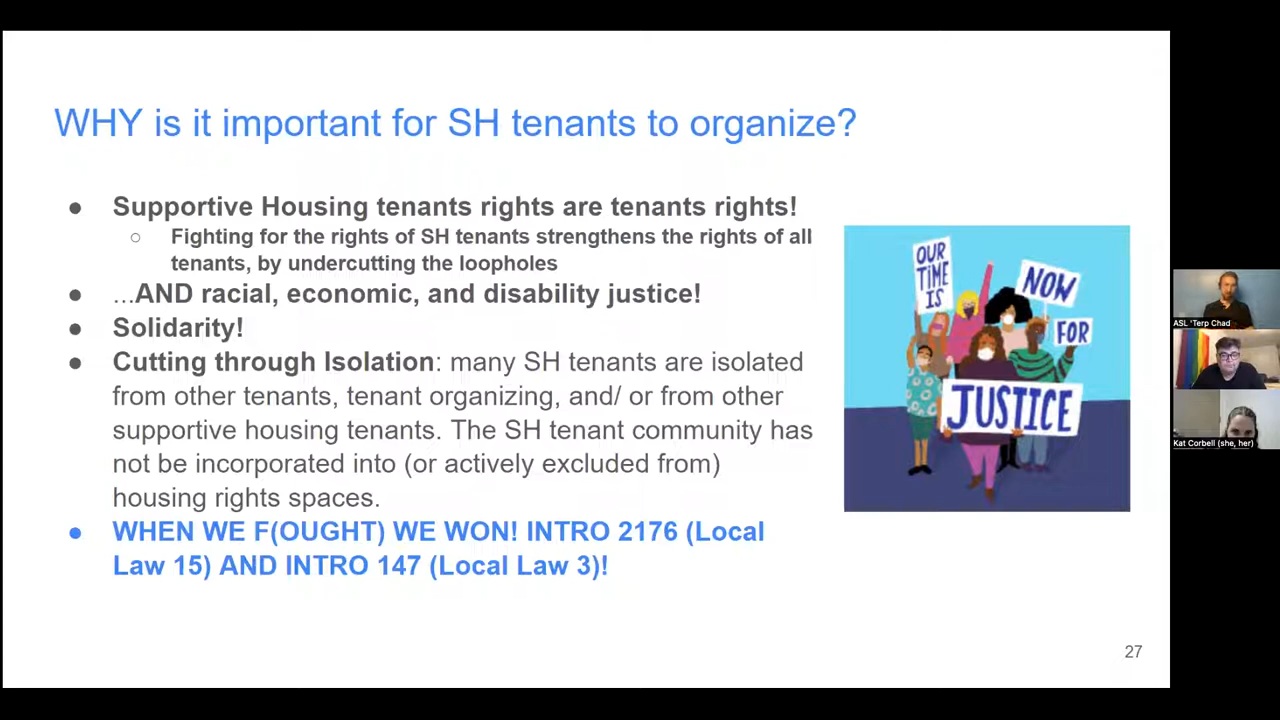 WHY is it important for SH tenants to organize?
● Supportive Housing tenants rights are tenants rights!
○ Fighting for the rights of SH tenants strengthens the rights of all
tenants, by undercutting the loopholes
● ...AND racial, economic, and disability justice!
● Solidarity!
● Cutting through Isolation: many SH tenants are isolated
from other tenants, tenant organizing, and/ or from other
supportive housing tenants. The SH tenant community has
not be incorporated into (or actively excluded from)
housing rights spaces.
● WHEN WE F(OUGHT) WE WON! INTRO 2176 (Local
Law 15) AND INTRO 147 (Local Law 3)!
OUR
TIME
IS
NOW
FOR
JUSTICE
27
ASL 'Terp Chad
Kat Corbell (she, her)